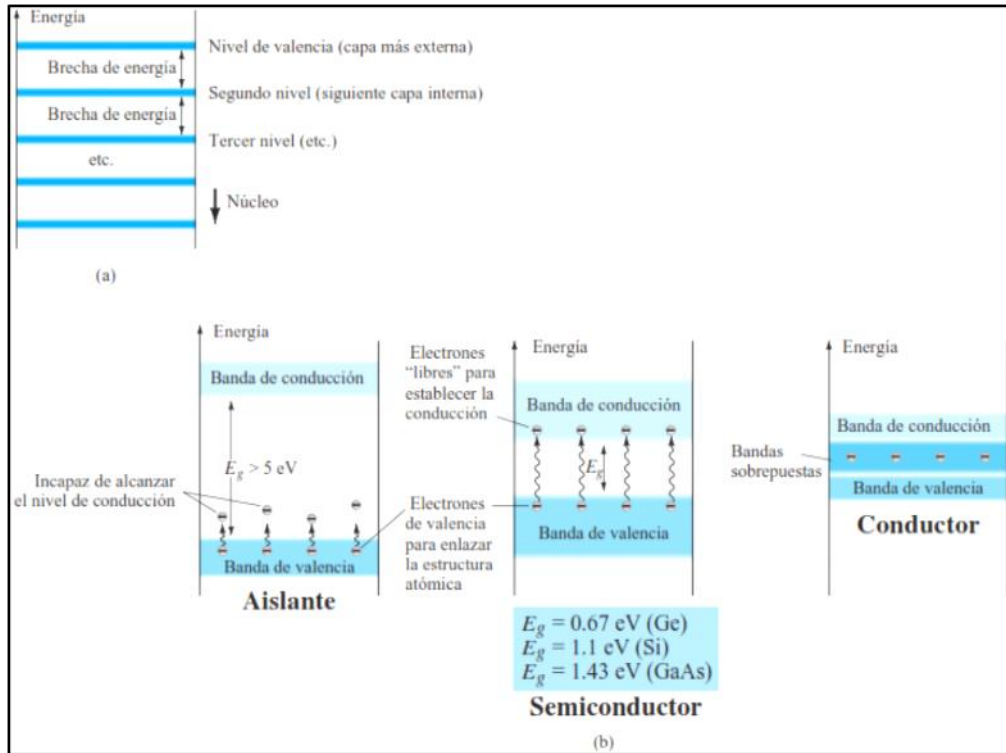 Energía
Nivel de valencia (capa más externa)
Brecha de energía
Segundo nivel (siguiente capa interna)
Brecha de energía
Tercer nivel (etc.)
etc.
Núcleo
(a)
Energía
Banda de conducción
E_g > 5 eV
Incapaz de alcanzar
el nivel de conducción
Banda de valencia
Aislante
Electrones
“libres” para
establecer la
conducción
Electrones
de valencia
para enlazar
la estructura
atómica
Energía
Banda de conducción
E_g
Banda de valencia
E_g = 0.67 eV (Ge)
E_g = 1.1 eV (Si)
E_g = 1.43 eV (GaAs)
Semiconductor
Energía
Banda de conducción
Bandas
sobrepuestas
Banda de valencia
Conductor
(b)